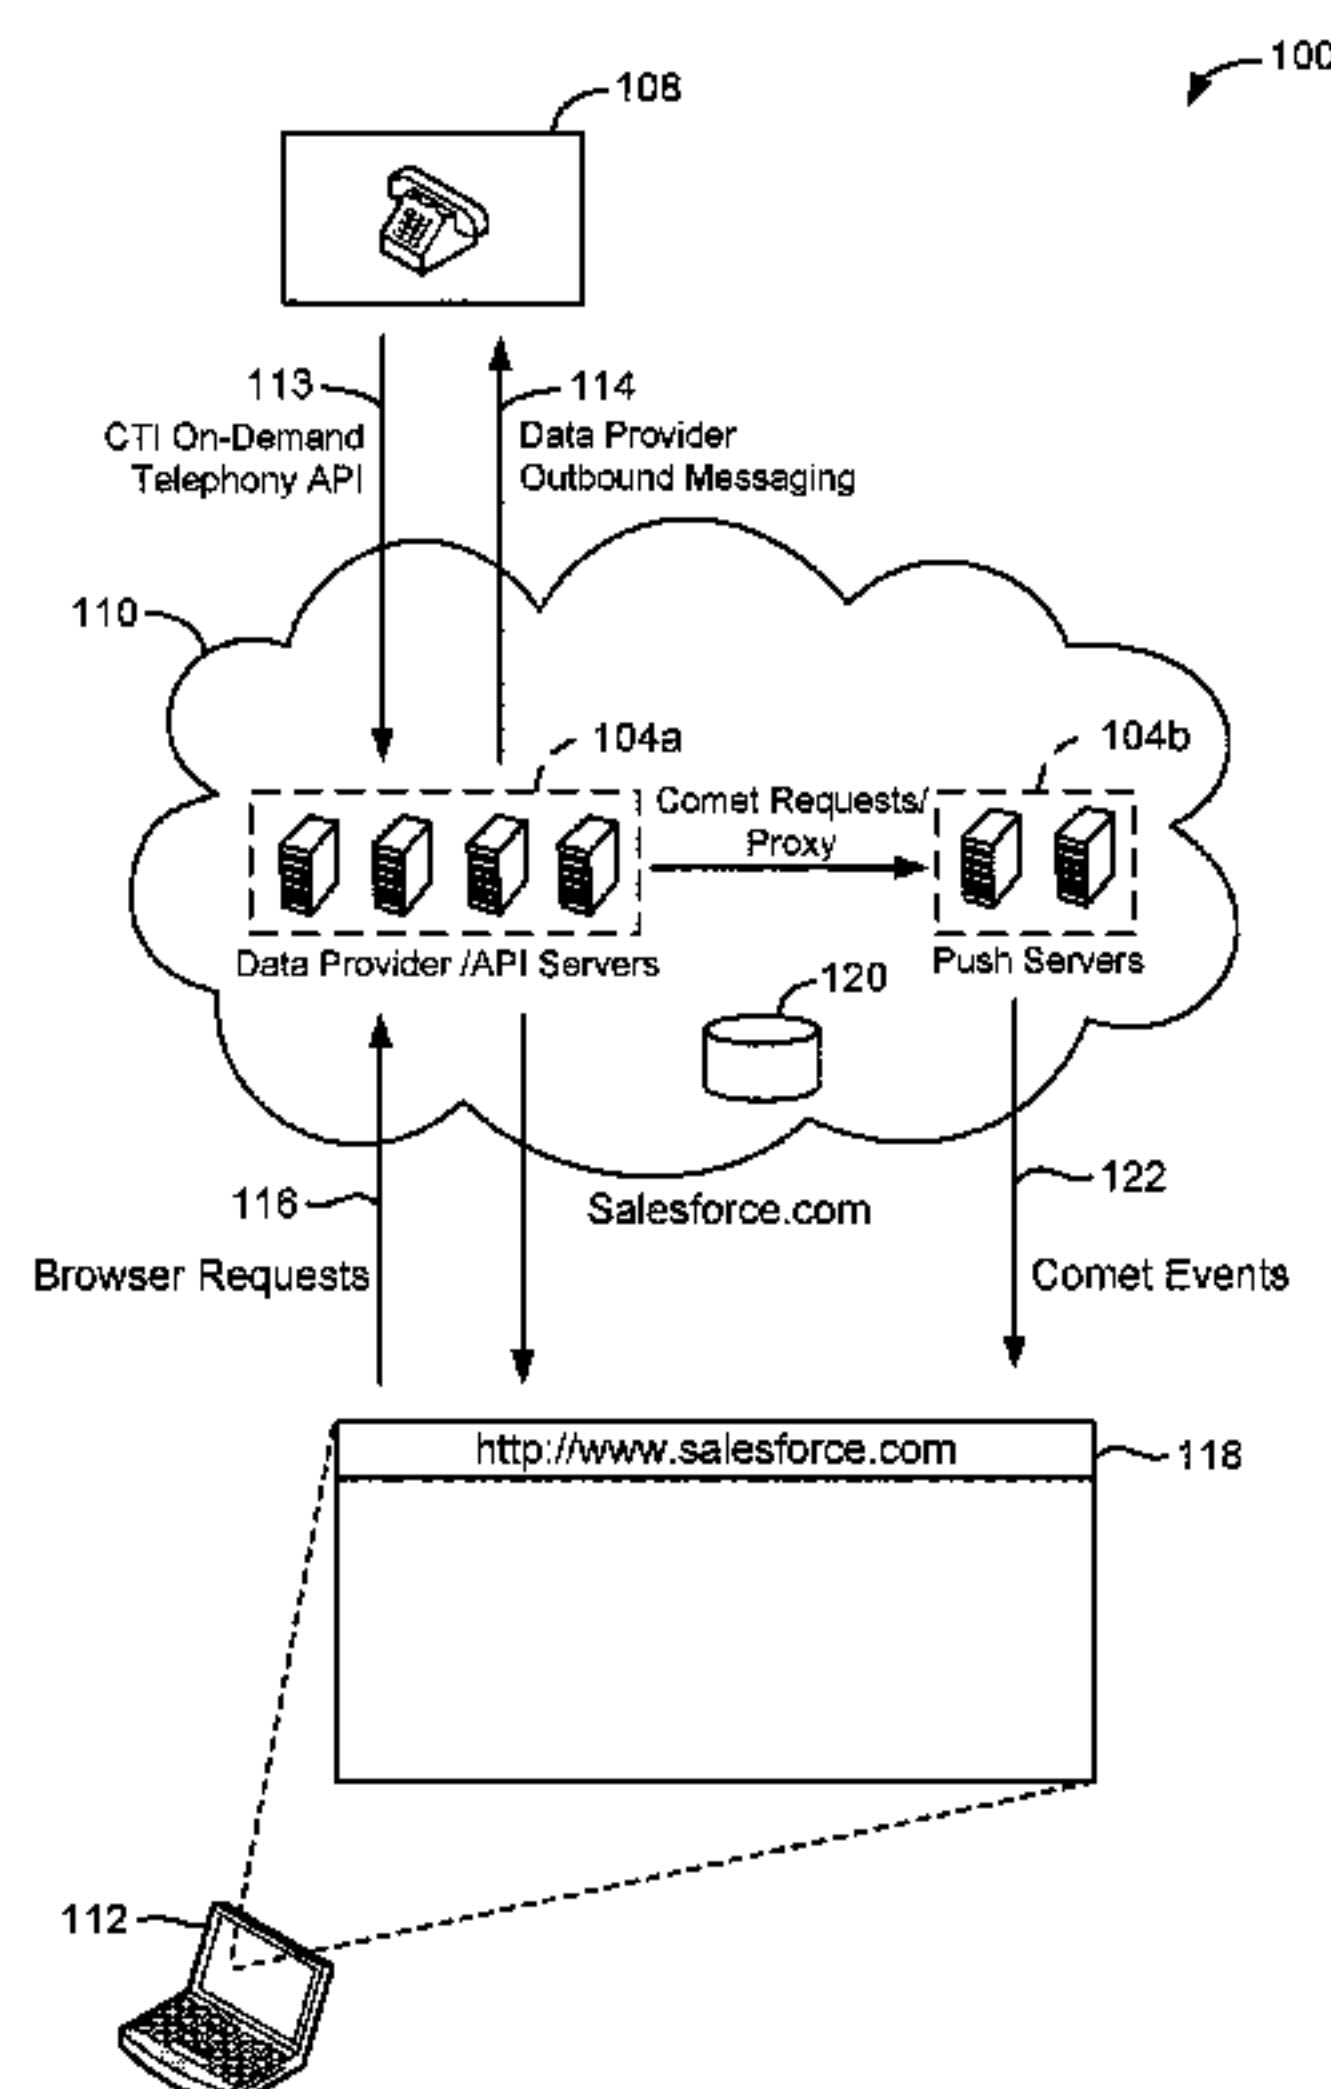 100
108
113
114
CTI On-Demand
Telephony API
Data Provider
Outbound Messaging
110
104a
104b
Comet Requests/
Proxy
Data Provider /API Servers
Push Servers
120
116
122
Salesforce.com
Browser Requests
Comet Events
http://www.salesforce.com
118
112